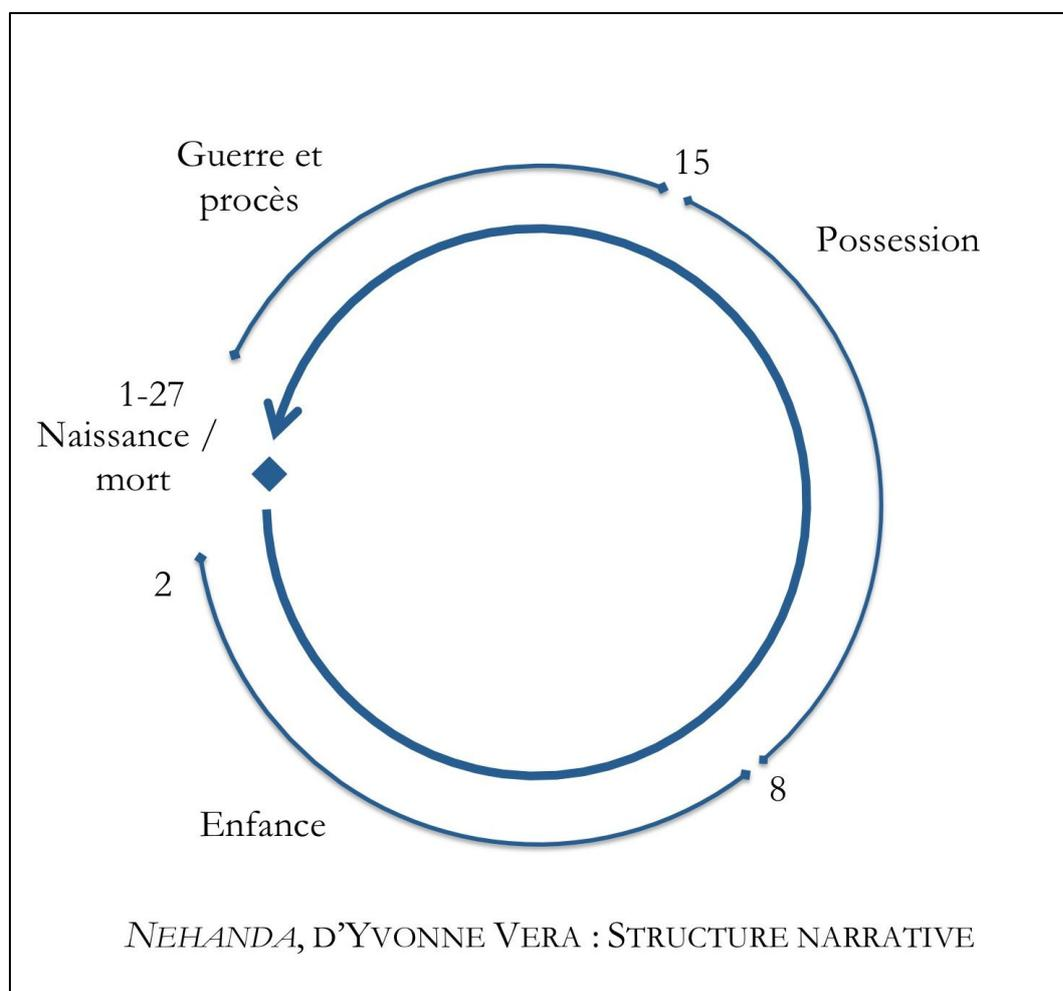 Guerre et
procès
15
Possession
1-27
Naissance /
mort
2
8
Enfance
NEHANDA, D'YVONNE VERA : STRUCTURE NARRATIVE